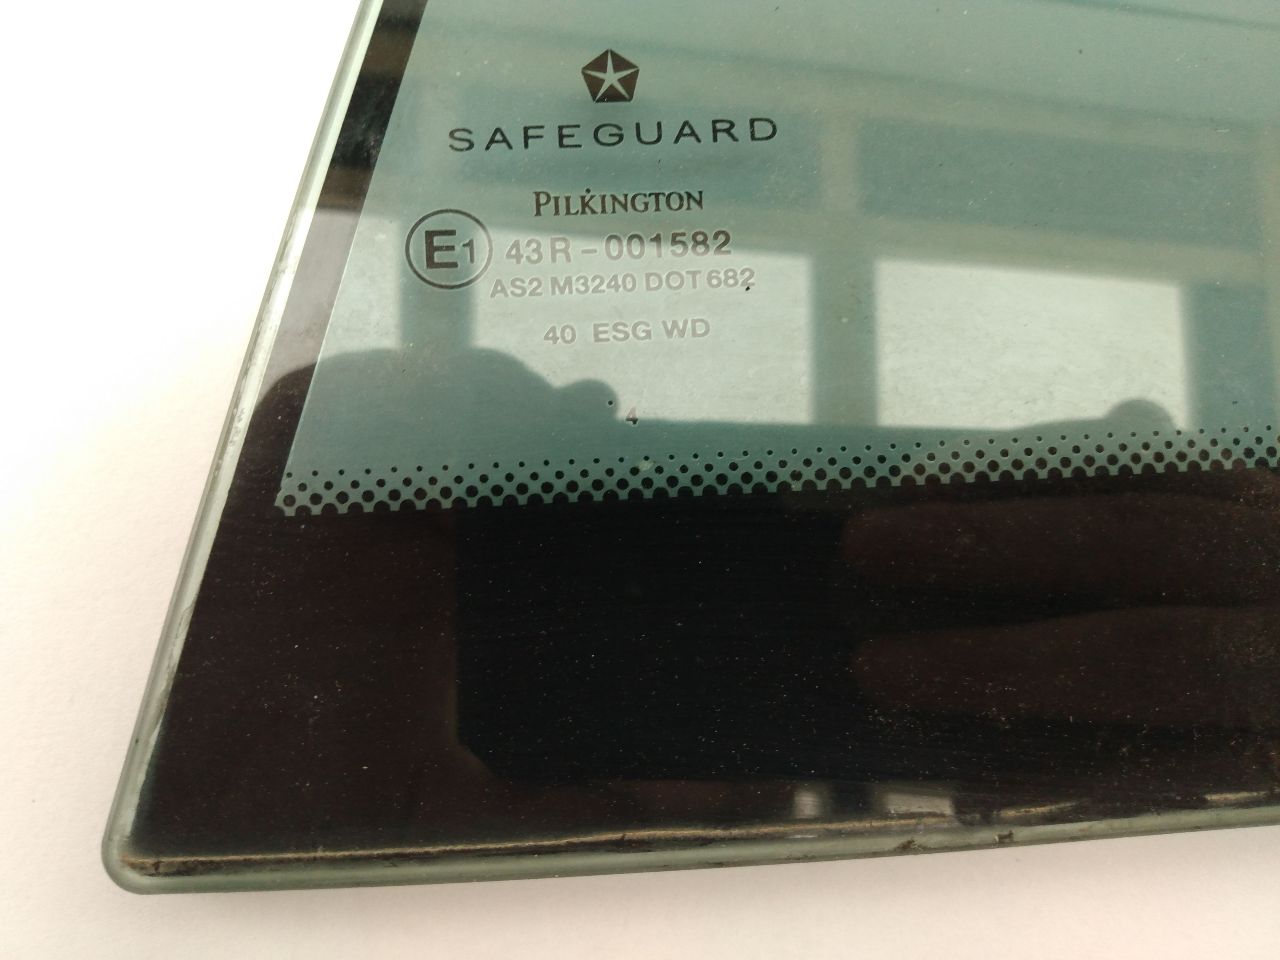 SAFEGUARD
PILKINGTON
E1 43R-001582
AS2 M3240 DOT 682
40 ESG WD
4